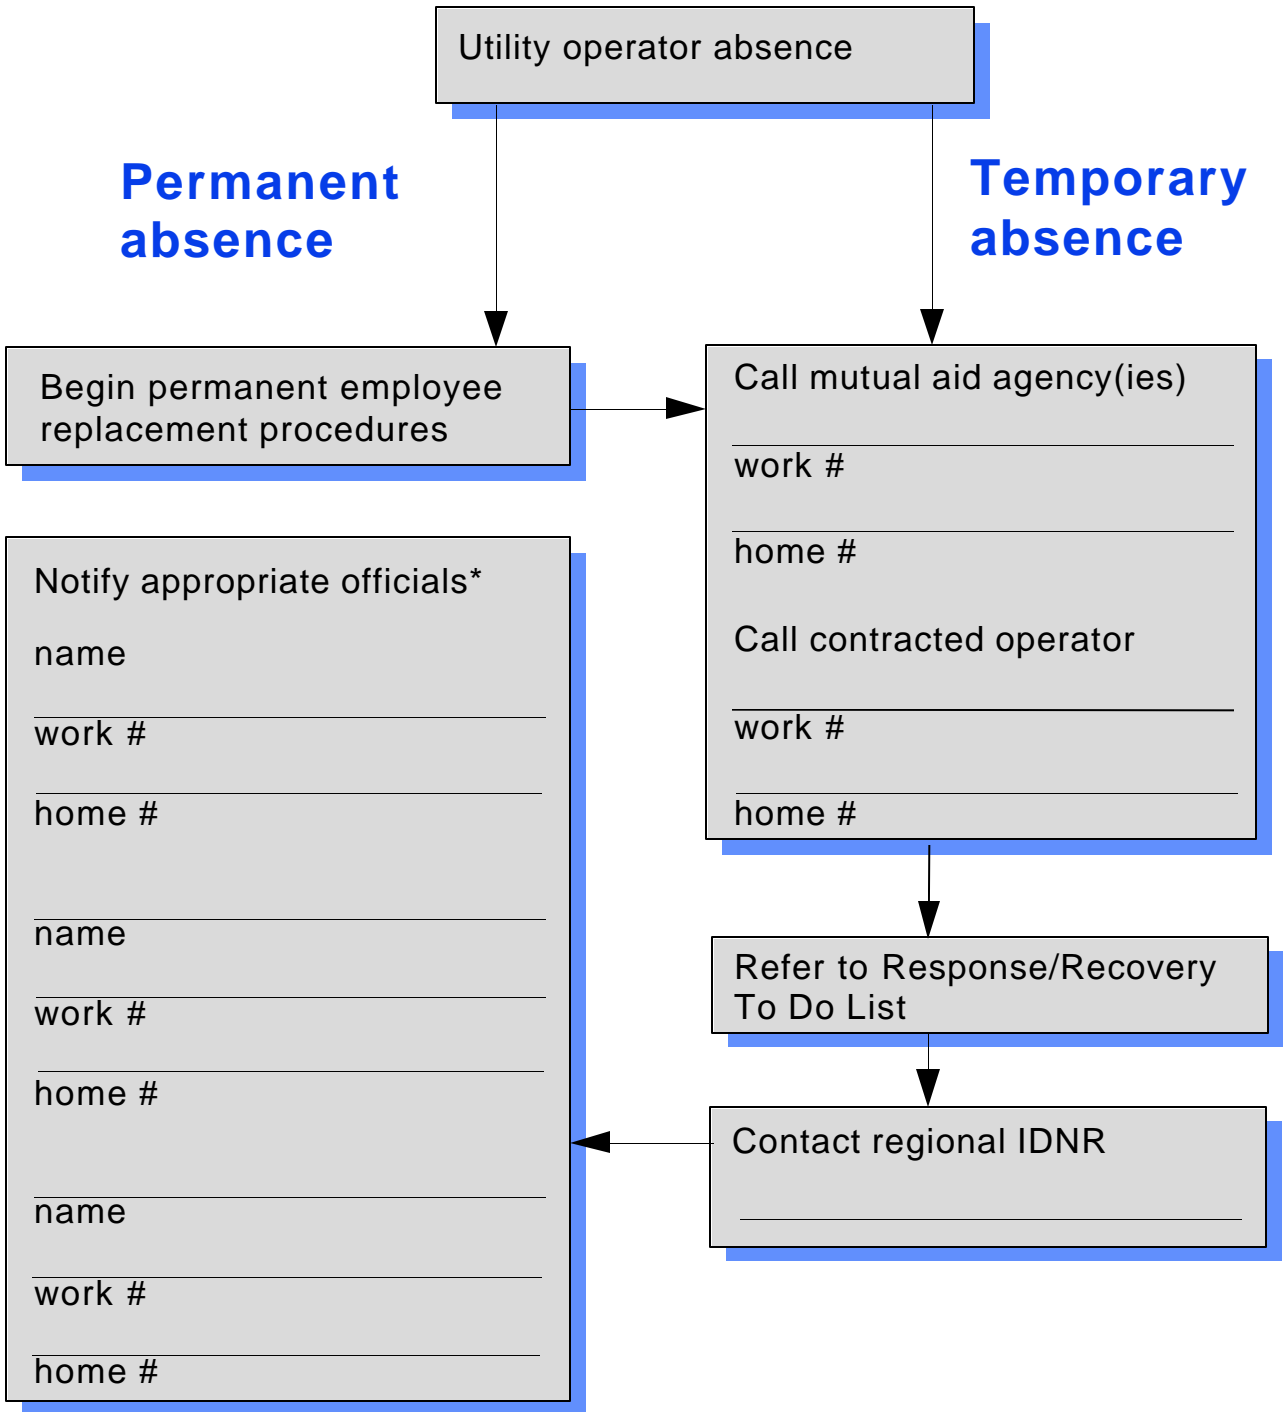 Utility operator absence
Permanent
absence
Temporary
absence
Begin permanent employee
replacement procedures
Call mutual aid agency(ies)
work #
home #
Call contracted operator
work #
home #
Refer to Response/Recovery
To Do List
Contact regional IDNR
Notify appropriate officials*
name
work #
home #
name
work #
home #
name
work #
home #